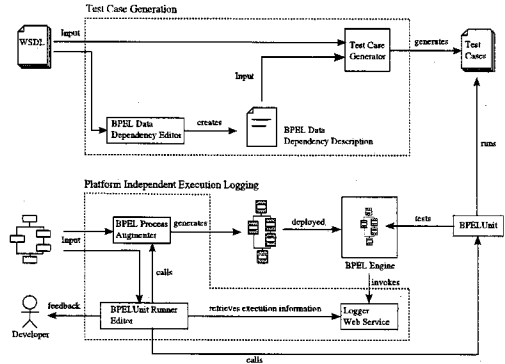 Test Case Generation
WSDL
Input
Test Case
Generator
generates
Test
Cases
Input
BPEL Data
Dependency Editor
creates
BPEL Data
Dependency Description
runs
Platform Independent Execution Logging
Input
BPEL Process
Augmenter
generates
deployed
BPEL Engine
tests
BPELUnit
calls
invokes
Developer
feedback
BPELUnit Runner
Editor
retrieves execution information
Logger
Web Service
calls